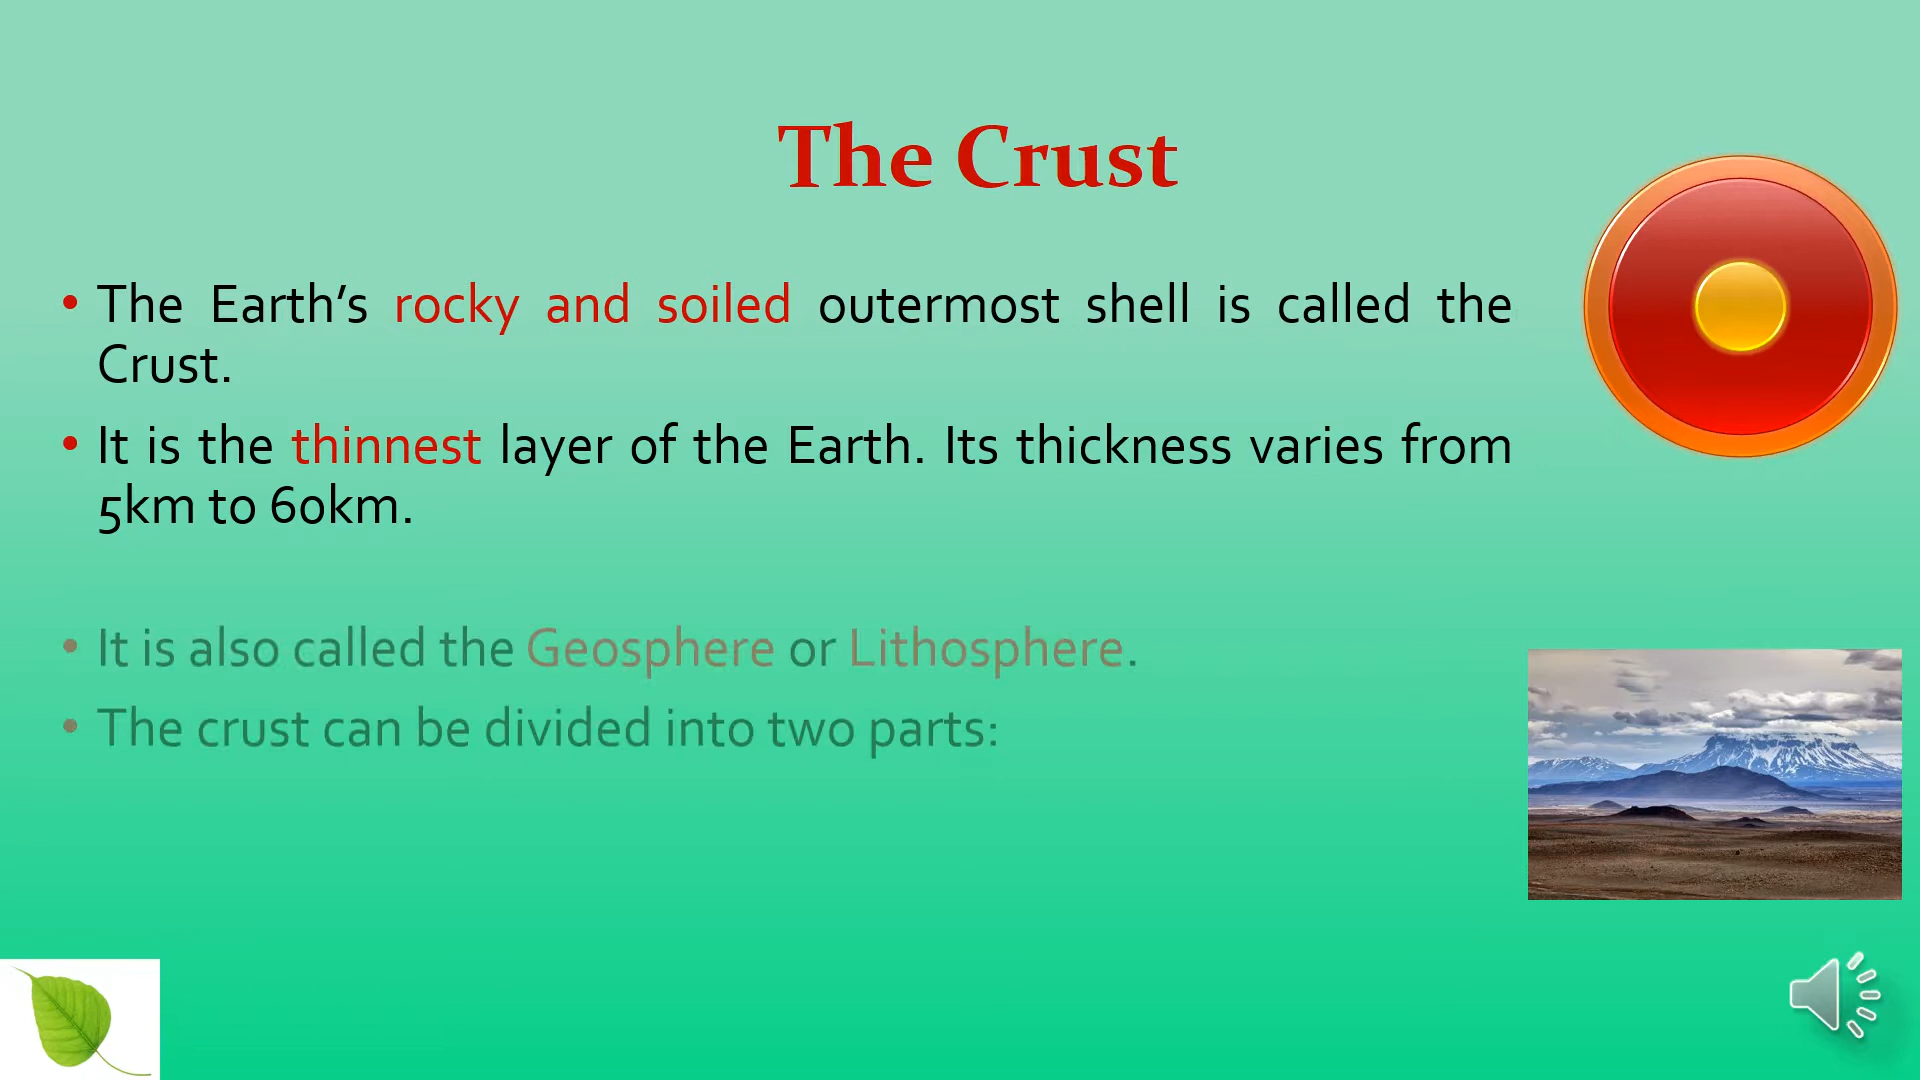 The Crust
• The Earth’s rocky and soiled outermost shell is called the
Crust.
• It is the thinnest layer of the Earth. Its thickness varies from
5km to 60km.
• It is also called the Geosphere or Lithosphere.
• The crust can be divided into two parts: